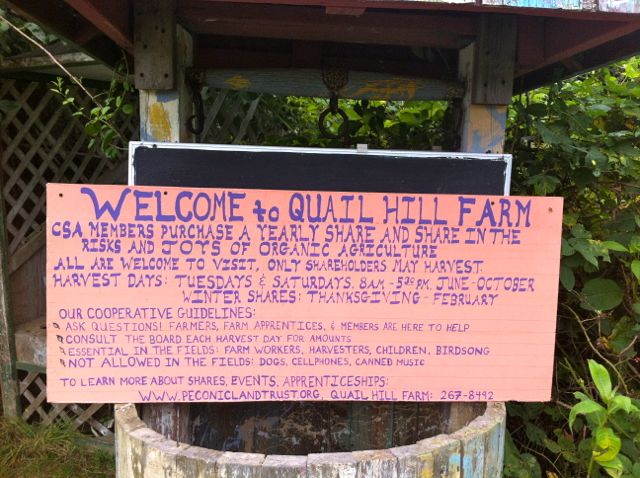 WELCOME to QUAIL HILL FARM
CSA MEMBERS PURCHASE A YEARLY SHARE AND SHARE IN THE
RISKS AND JOYS OF ORGANIC AGRICULTURE
ALL ARE WELCOME TO VISIT, ONLY SHAREHOLDERS MAY HARVEST.
HARVEST DAYS: TUESDAYS & SATURDAYS, 8AM - 5:30 PM. JUNE - OCTOBER
WINTER SHARES: THANKSGIVING - FEBRUARY
OUR COOPERATIVE GUIDELINES:
ASK QUESTIONS! FARMERS, FARM APPRENTICES, & MEMBERS ARE HERE TO HELP
CONSULT THE BOARD EACH HARVEST DAY FOR AMOUNTS
ESSENTIAL IN THE FIELDS: FARM WORKERS, HARVESTERS, CHILDREN, BIRDSONG
NOT ALLOWED IN THE FIELDS: DOGS, CELLPHONES, CANNED MUSIC
TO LEARN MORE ABOUT SHARES, EVENTS, APPRENTICESHIPS:
WWW.PECONICLANDTRUST.ORG, QUAIL HILL FARM: 267-8492